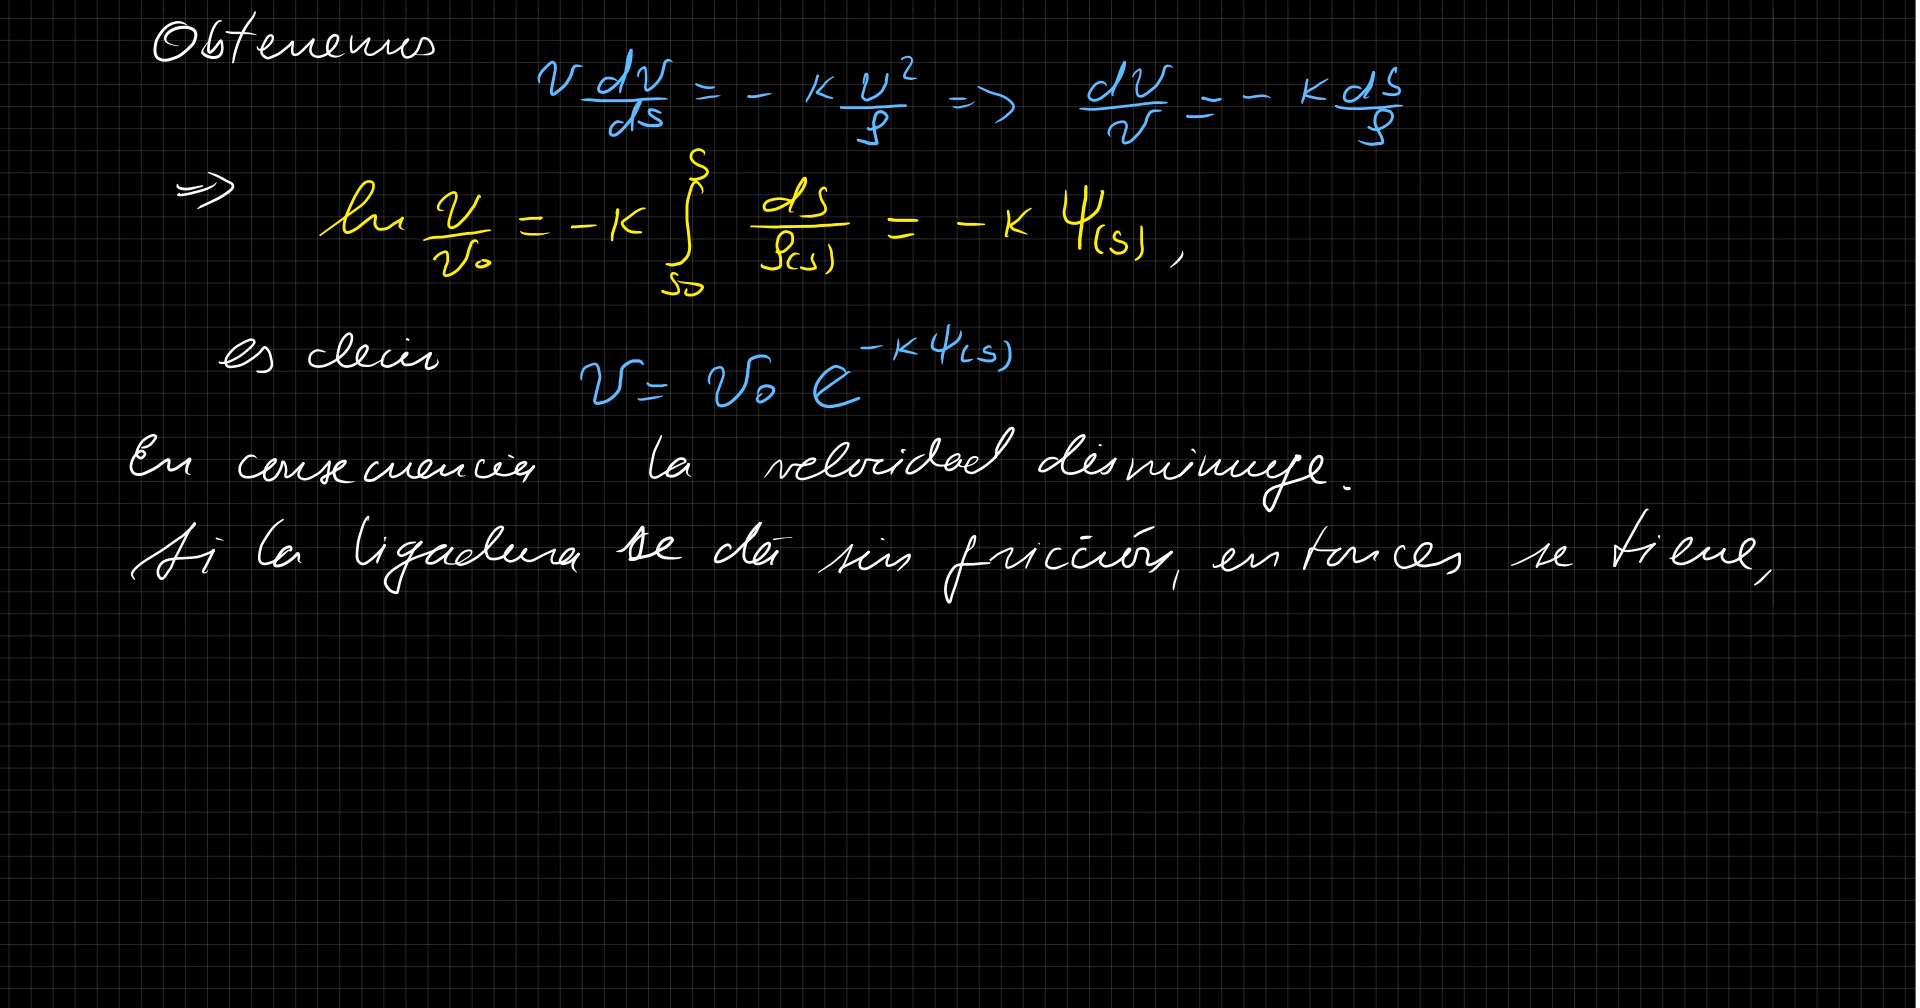 Obtenemos
v dv/ds = - κ v²/ρ => dv/v = - κ ds/ρ
=> ln v/v₀ = -κ ∫_{s₀}^{s} ds/ρ(s) = -κ Ψ(s),
es decir v = v₀ e^{-κ Ψ(s)}
En consecuencia la velocidad disminuye.
Si la ligadura se da sin fricción, entonces se tiene,